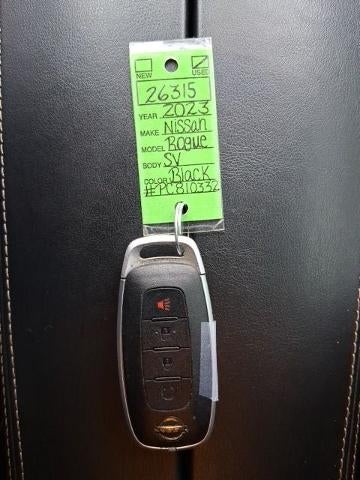 NEW USED
26315
YEAR 2023
MAKE Nissan
MODEL Rogue
BODY SV
COLOR Black
#PC810332